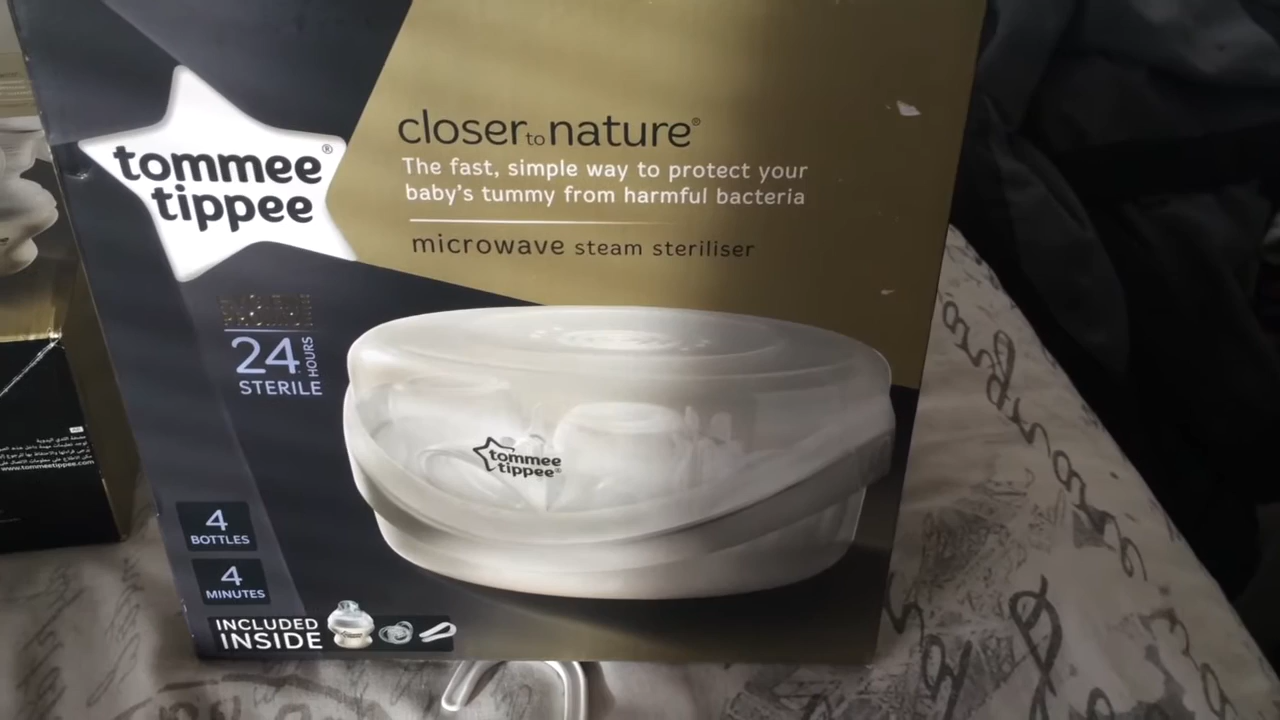 tommee®
tippee
closer to nature®
The fast, simple way to protect your
baby's tummy from harmful bacteria
microwave steam steriliser
24 HOURS
STERILE
tommee
tippee®
4
BOTTLES
4
MINUTES
INCLUDED
INSIDE
www.tommeetippee.com